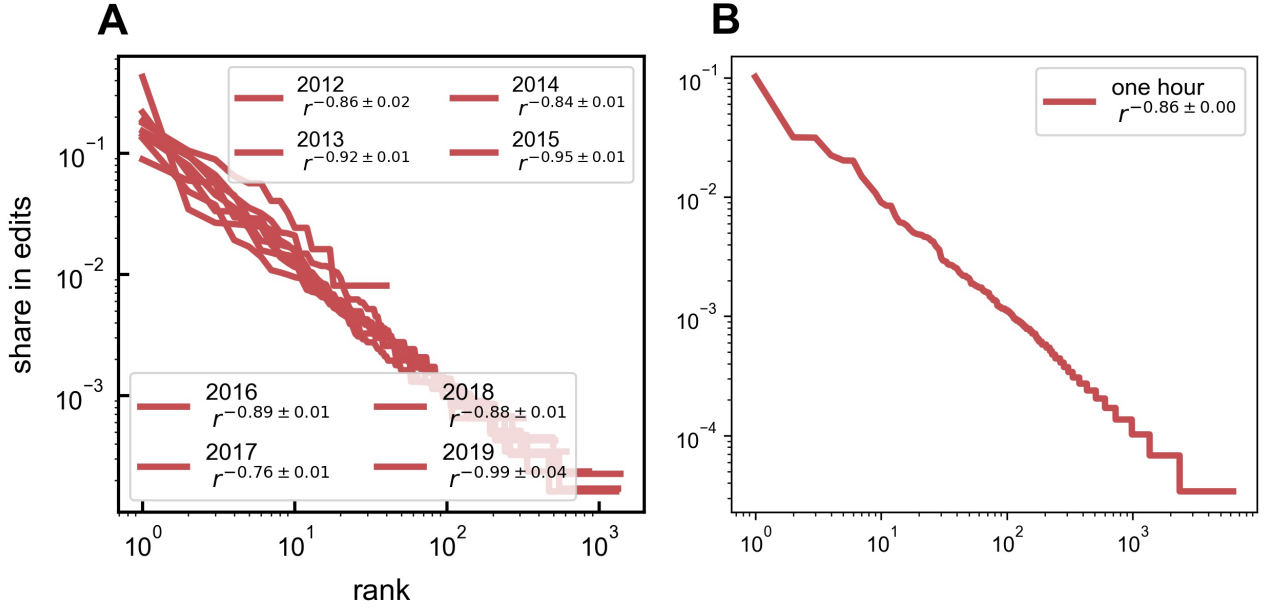 A
B
2012
r^−0.86 ± 0.02
2014
r^−0.84 ± 0.01
2013
r^−0.92 ± 0.01
2015
r^−0.95 ± 0.01
2016
r^−0.89 ± 0.01
2018
r^−0.88 ± 0.01
2017
r^−0.76 ± 0.01
2019
r^−0.99 ± 0.04
share in edits
10^−1
10^−2
10^−3
10^0
10^1
10^2
10^3
rank
one hour
r^−0.86 ± 0.00
10^−1
10^−2
10^−3
10^−4
10^0
10^1
10^2
10^3